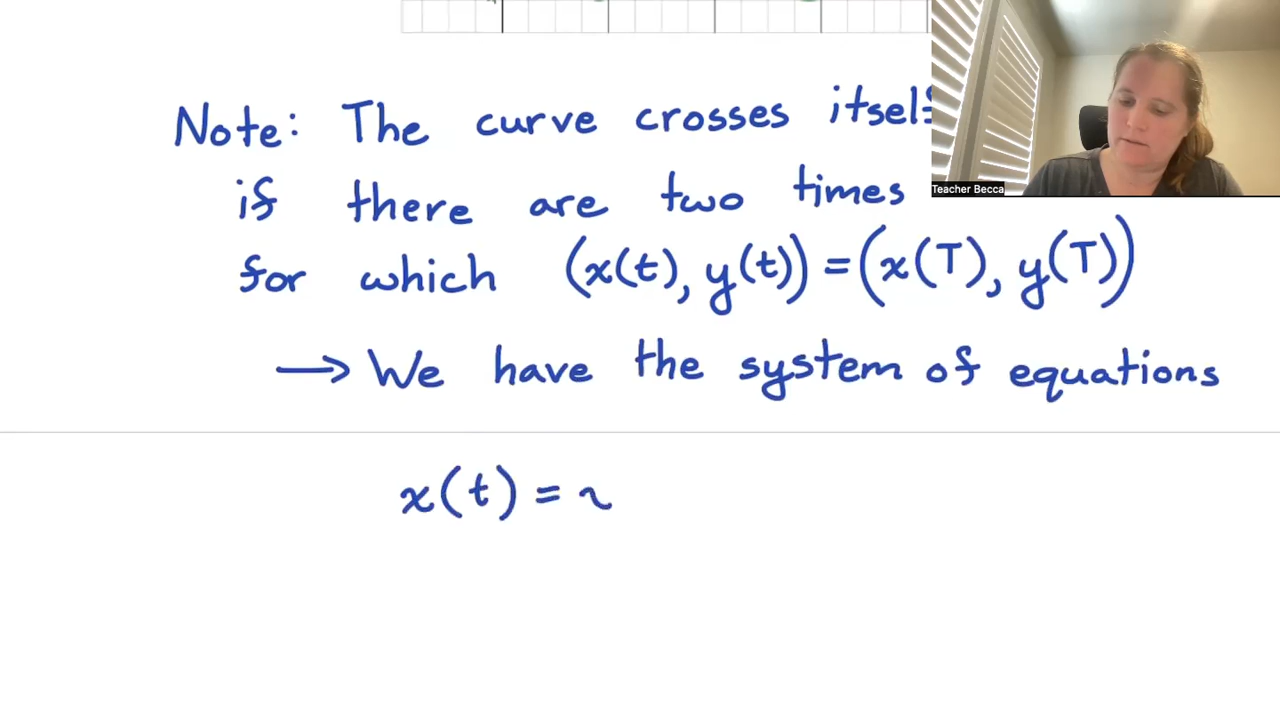 Note: The curve crosses itself
if there are two times
for which (x(t), y(t)) = (x(T), y(T))
→ We have the system of equations
x(t) =
Teacher Becca